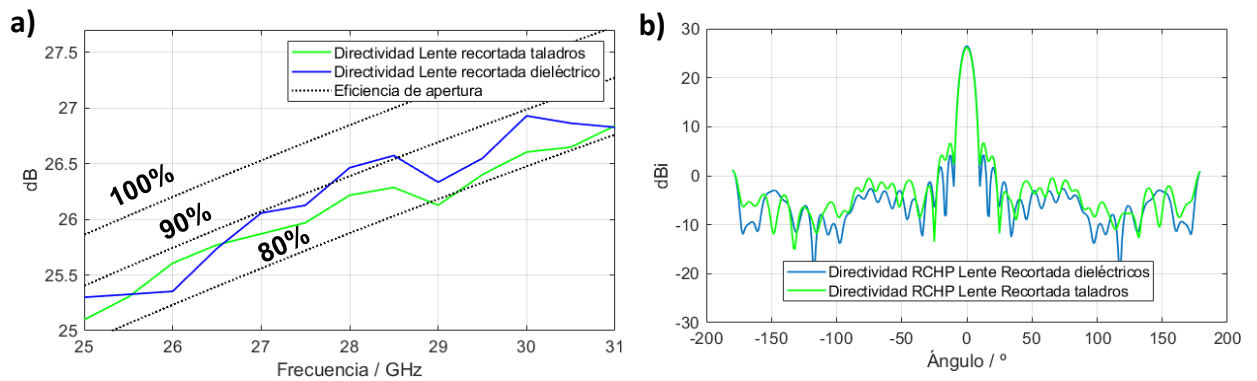 a)
27.5
27
26.5
26
25.5
25
dB
Directividad Lente recortada taladros
Directividad Lente recortada dieléctrico
Eficiencia de apertura
100%
90%
80%
25 26 27 28 29 30 31
Frecuencia / GHz
b)
30
20
10
0
-10
-20
-30
dBi
Directividad RCHP Lente Recortada dieléctricos
Directividad RCHP Lente Recortada taladros
-200 -150 -100 -50 0 50 100 150 200
Ángulo / º